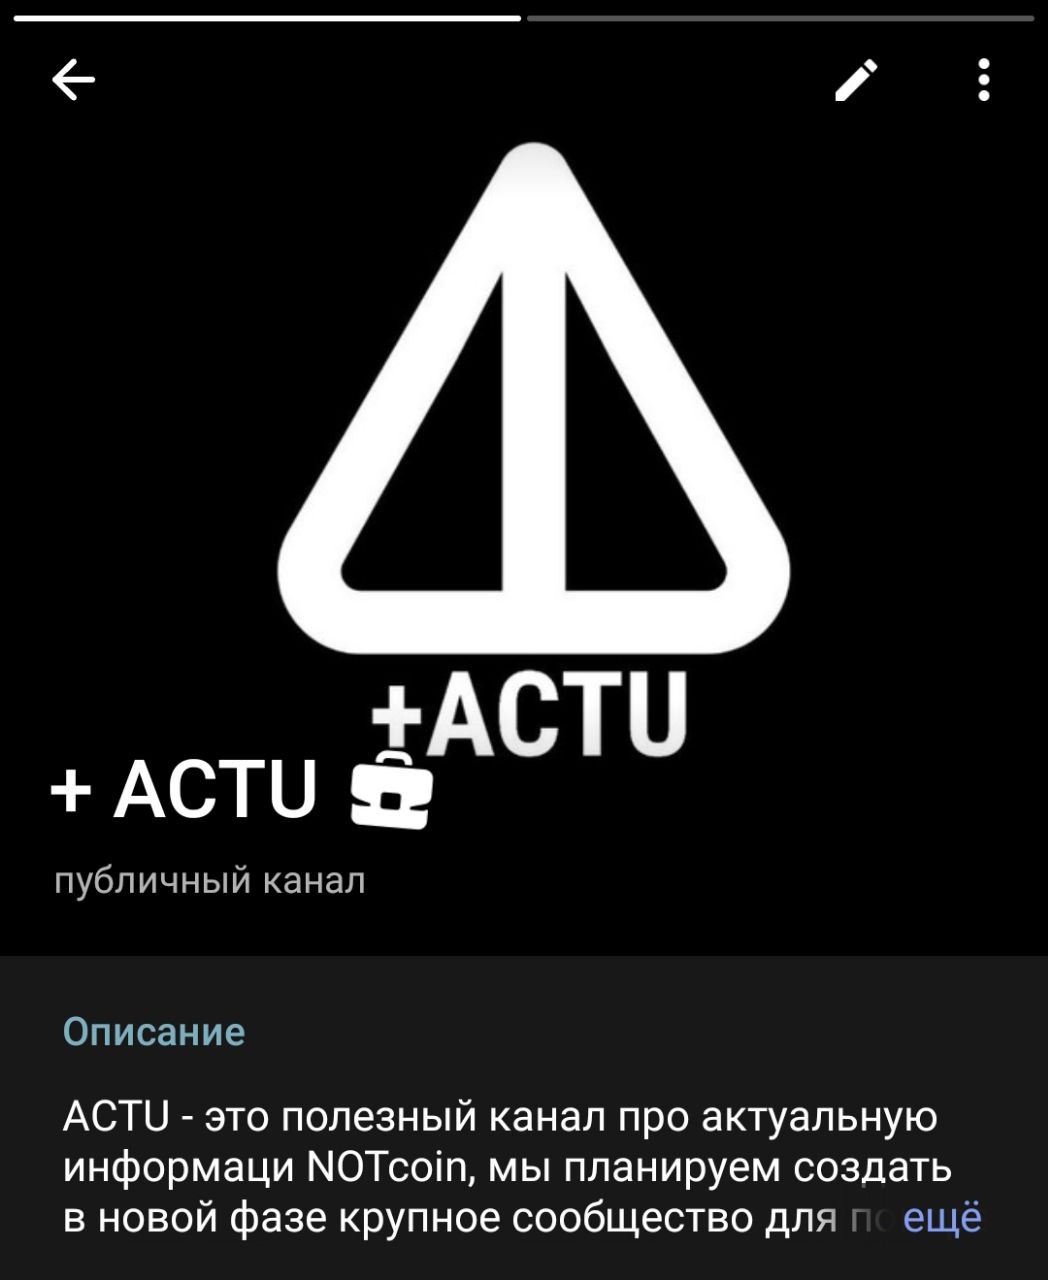 +ACTU
+ ACTU
публичный канал
Описание
ACTU - это полезный канал про актуальную
информаци NOTcoin, мы планируем создать
в новой фазе крупное сообщество для ещё